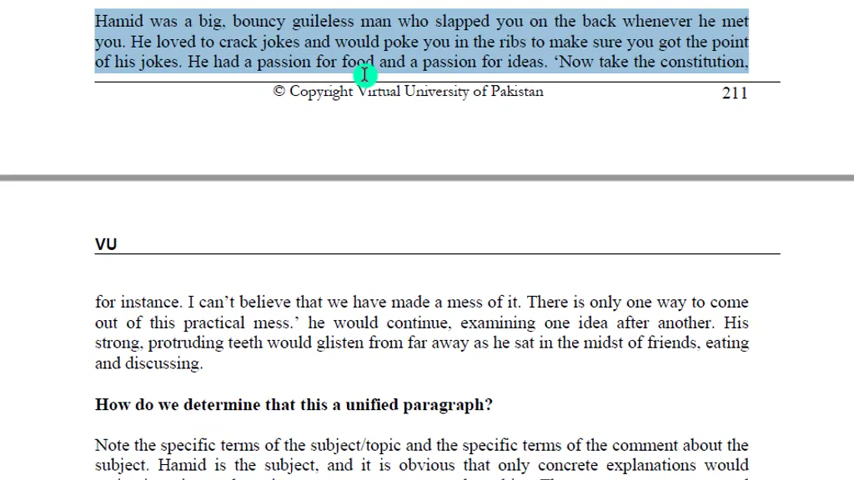 Hamid was a big, bouncy guileless man who slapped you on the back whenever he met
you. He loved to crack jokes and would poke you in the ribs to make sure you got the point
of his jokes. He had a passion for food and a passion for ideas. ‘Now take the constitution,
© Copyright Virtual University of Pakistan 211
VU
for instance. I can’t believe that we have made a mess of it. There is only one way to come
out of this practical mess.’ he would continue, examining one idea after another. His
strong, protruding teeth would glisten from far away as he sat in the midst of friends, eating
and discussing.
How do we determine that this a unified paragraph?
Note the specific terms of the subject/topic and the specific terms of the comment about the
subject. Hamid is the subject, and it is obvious that only concrete explanations would